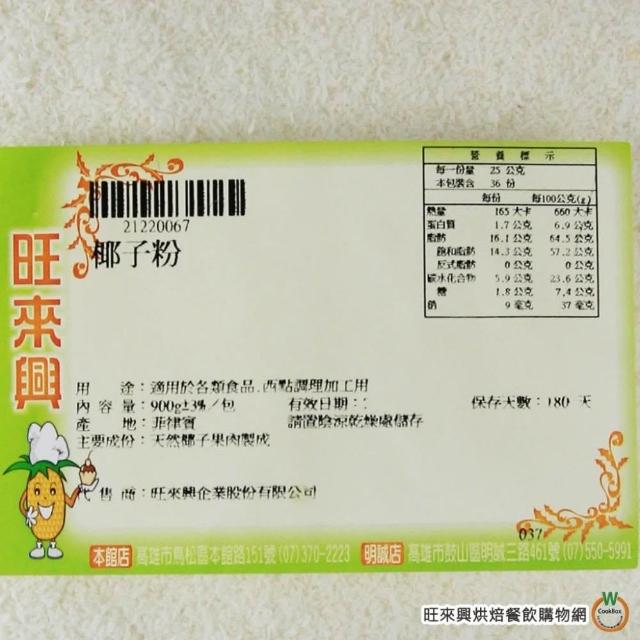 旺來興
21220067
椰子粉
營 養 標 示
每一份量 25 公克
本包裝含 36 份
每份 每100公克(g)
熱量 165 大卡 660 大卡
蛋白質 1.7 公克 6.9 公克
脂肪 16.1 公克 64.5 公克
飽和脂肪 14.3 公克 57.2 公克
反式脂肪 0 公克 0 公克
碳水化合物 5.9 公克 23.6 公克
糖 1.8 公克 7.4 公克
鈉 9 毫克 37 毫克
用 途：適用於各類食品.西點調理加工用
內 容 量：900g±3%／包 有效日期：： 保存天數：180 天
產 地：菲律賓 請置陰涼乾燥處儲存
主要成份：天然椰子果肉製成
代 售 商：旺來興企業股份有限公司
037
本館店 高雄市鳥松區本館路151號 (07)370-2223 明誠店 高雄市鼓山區明誠三路461號 (07)550-5991
W
CookBox
旺來興烘焙餐飲購物網